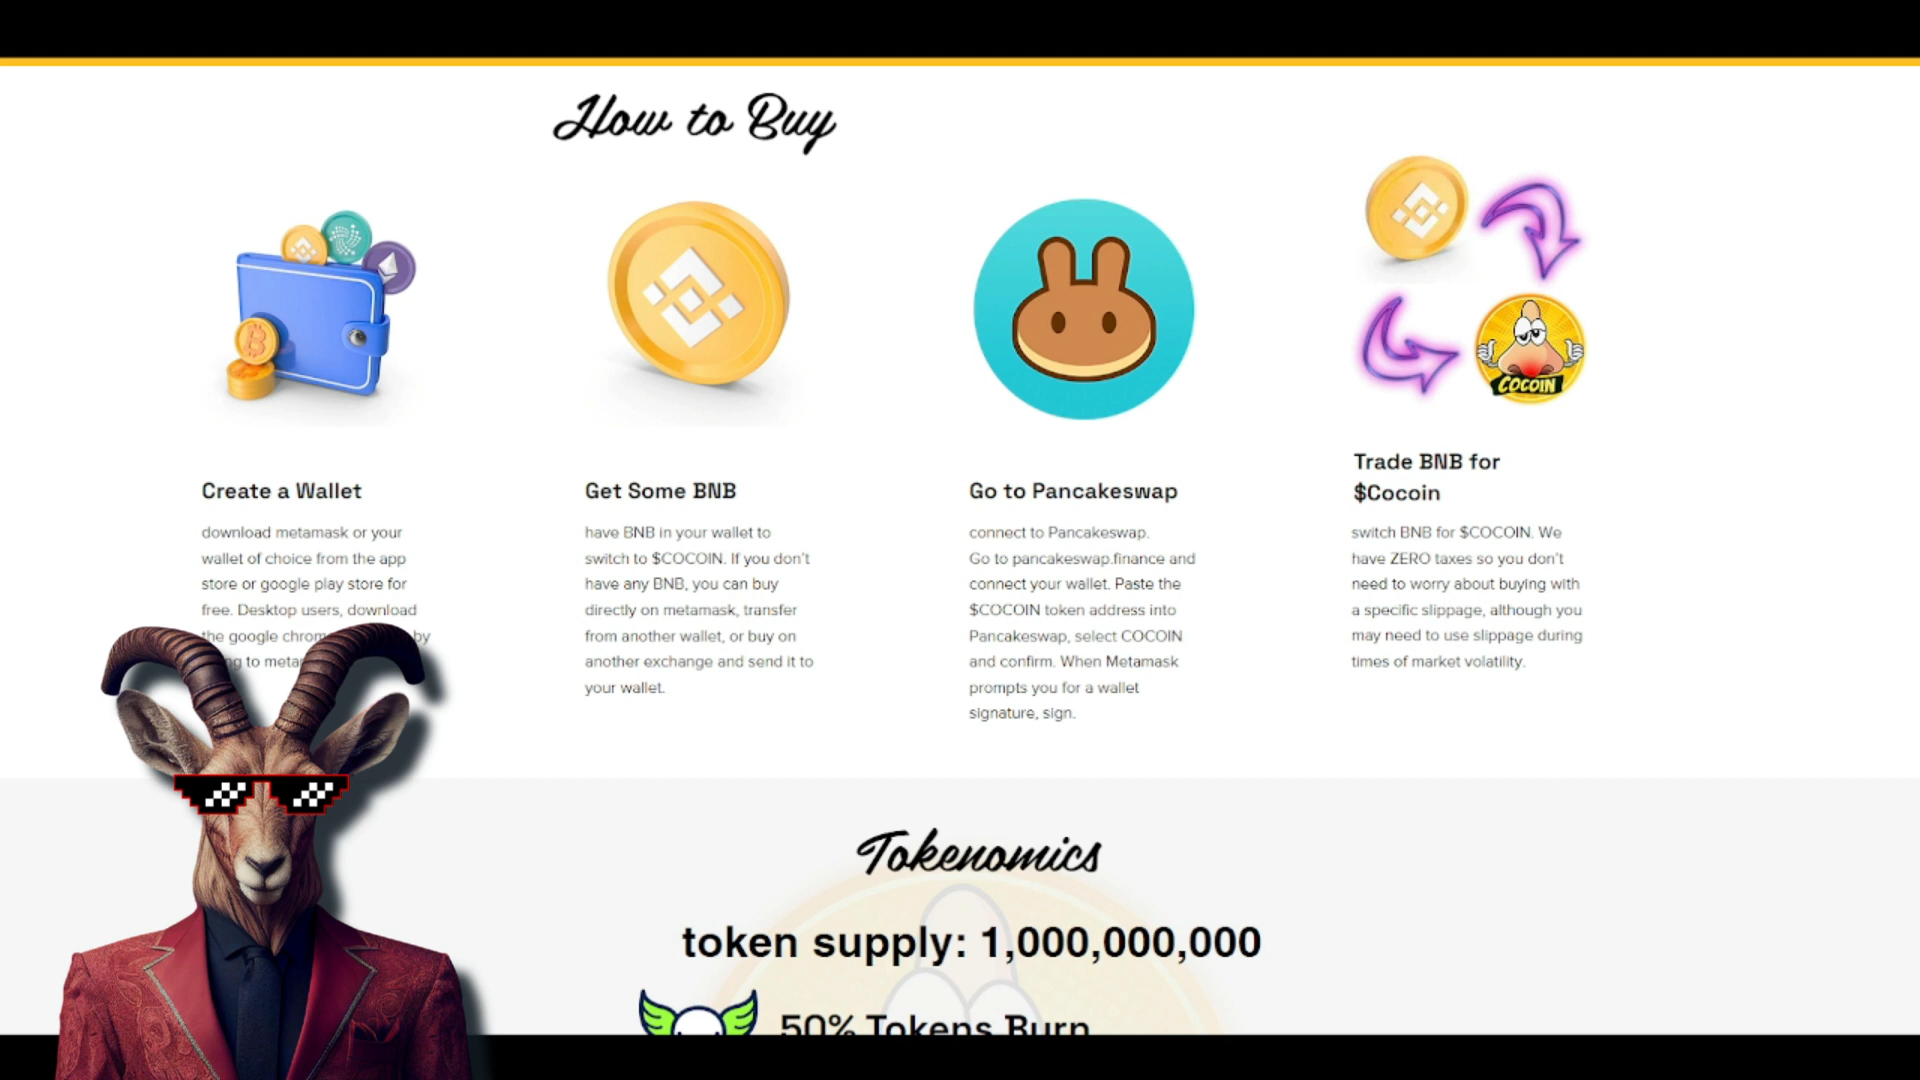 How to Buy
COCOIN
Create a Wallet
download metamask or your
wallet of choice from the app
store or google play store for
free. Desktop users, download
the google by
to
Get Some BNB
have BNB in your wallet to
switch to $COCOIN. If you don't
have any BNB, you can buy
directly on metamask, transfer
from another wallet, or buy on
another exchange and send it to
your wallet.
Go to Pancakeswap
connect to Pancakeswap.
Go to pancakeswap.finance and
connect your wallet. Paste the
$COCOIN token address into
Pancakeswap, select COCOIN
and confirm. When Metamask
prompts you for a wallet
signature, sign.
Trade BNB for
$Cocoin
switch BNB for $COCOIN. We
have ZERO taxes so you don't
need to worry about buying with
a specific slippage, although you
may need to use slippage during
times of market volatility.
Tokenomics
token supply: 1,000,000,000
50% Tokens Burn